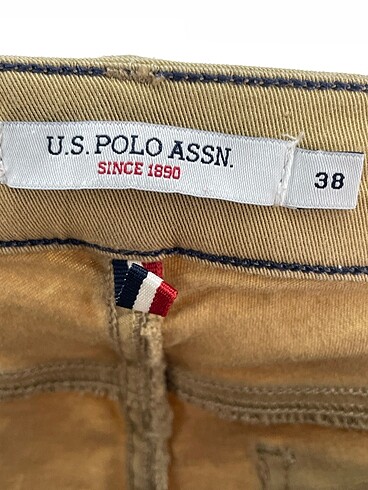 U.S. POLO ASSN.
SINCE 1890
38